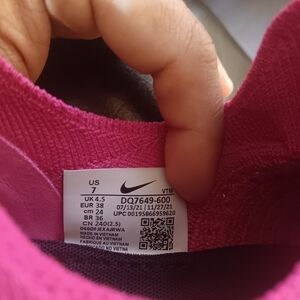 US
7
VTM
UK 4.5
EUR 38
cm 24
BR 36
CN 240(2.5)
DQ7649-600
07/13/21 | 11/27/21
UPC 00195866959620
MADE IN VIETNAM
HECHO EN VIETNAM
FABRIQUÉ AU VIETNAM